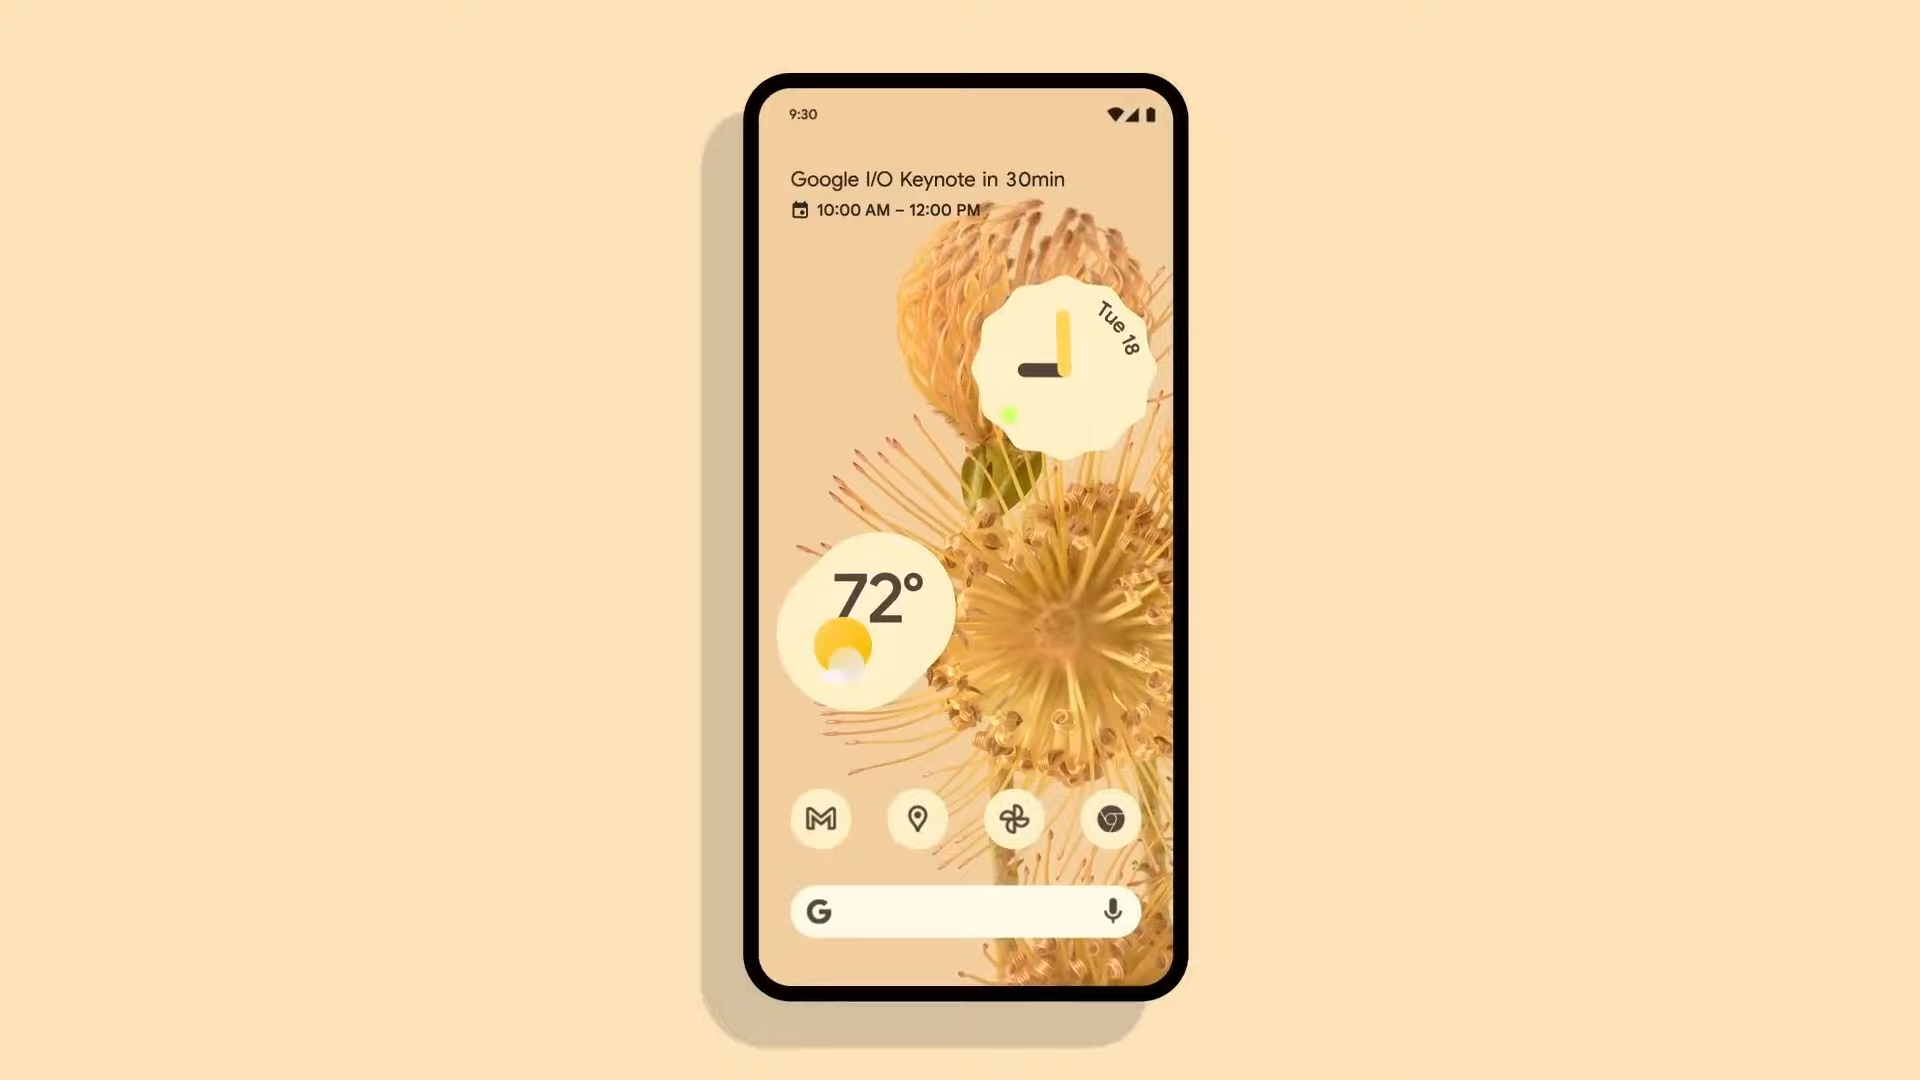 9:30
Google I/O Keynote in 30min
10:00 AM – 12:00 PM
Tue 18
72°